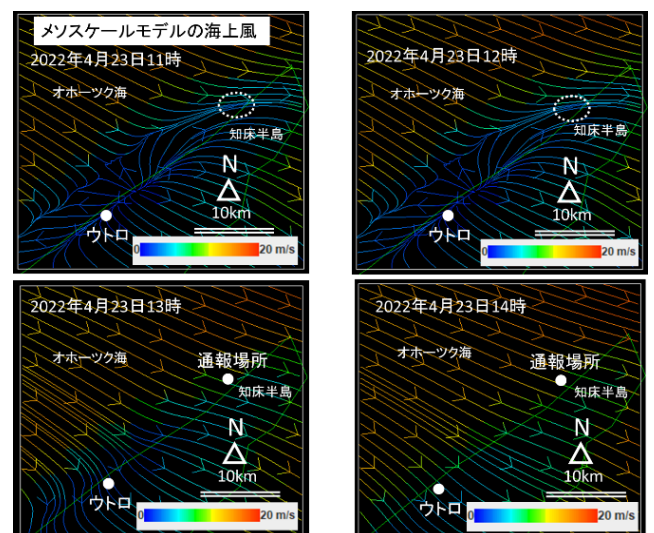 メソスケールモデルの海上風
2022年4月23日11時
オホーツク海
知床半島
N
10km
ウトロ
0
20 m/s
2022年4月23日12時
オホーツク海
知床半島
N
10km
ウトロ
0
20 m/s
2022年4月23日13時
オホーツク海
通報場所
知床半島
N
10km
ウトロ
0
20 m/s
2022年4月23日14時
オホーツク海
通報場所
知床半島
N
10km
ウトロ
0
20 m/s